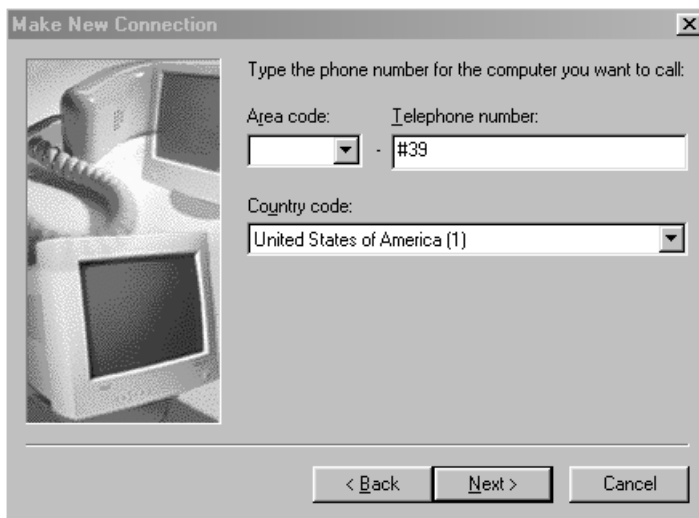 Make New Connection
Type the phone number for the computer you want to call:
Area code: Telephone number:
- #39
Country code:
United States of America (1)
< Back Next > Cancel